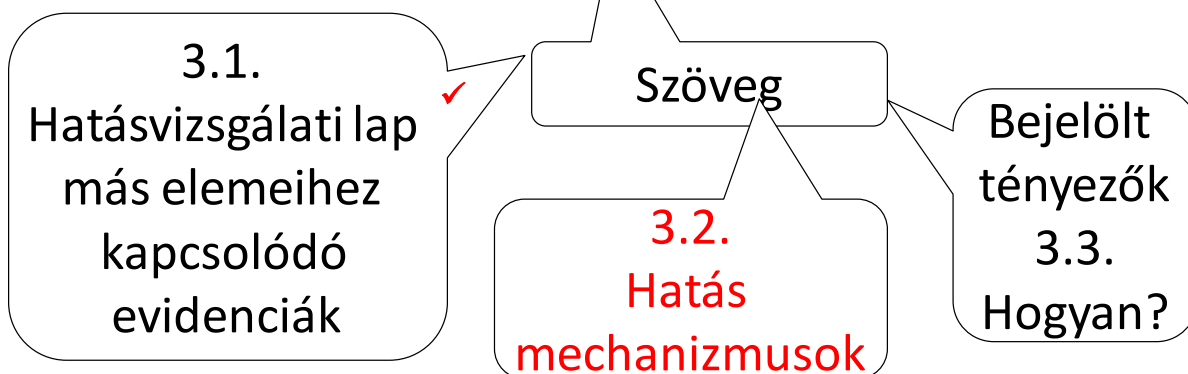 3.1.
Hatásvizsgálati lap
más elemeihez
kapcsolódó
evidenciák
✓
Szöveg
3.2.
Hatás
mechanizmusok
Bejelölt
tényezők
3.3.
Hogyan?